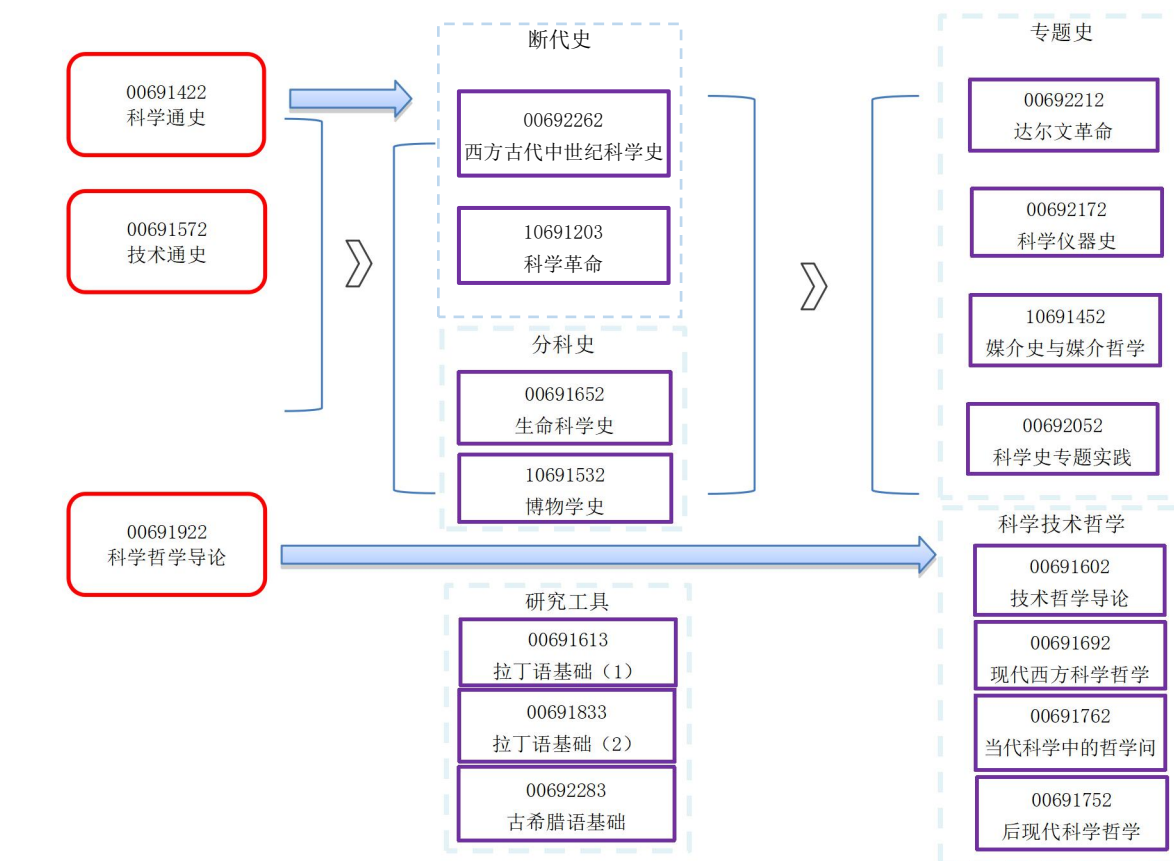 00691422
科学通史
00691572
技术通史
00691922
科学哲学导论
断代史
00692262
西方古代中世纪科学史
10691203
科学革命
分科史
00691652
生命科学史
10691532
博物学史
研究工具
00691613
拉丁语基础（1）
00691833
拉丁语基础（2）
00692283
古希腊语基础
专题史
00692212
达尔文革命
00692172
科学仪器史
10691452
媒介史与媒介哲学
00692052
科学史专题实践
科学技术哲学
00691602
技术哲学导论
00691692
现代西方科学哲学
00691762
当代科学中的哲学问
00691752
后现代科学哲学